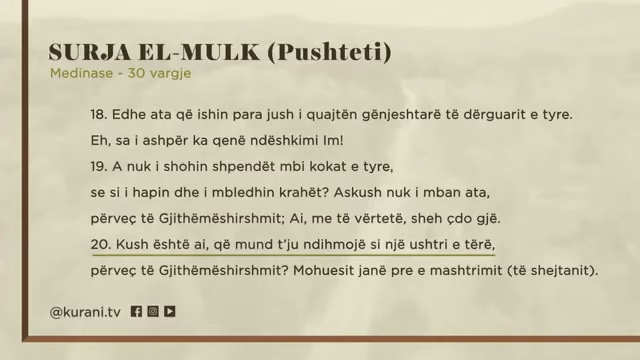 SURJA EL-MULK (Pushteti)
Medinase - 30 vargje
18. Edhe ata që ishin para jush i quajtën gënjeshtarë të dërguarit e tyre.
Eh, sa i ashpër ka qenë ndëshkimi Im!
19. A nuk i shohin shpendët mbi kokat e tyre,
se si i hapin dhe i mbledhin krahët? Askush nuk i mban ata,
përveç të Gjithëmëshirshmit; Ai, me të vërtetë, sheh çdo gjë.
20. Kush është ai, që mund t'ju ndihmojë si një ushtri e tërë,
përveç të Gjithëmëshirshmit? Mohuesit janë pre e mashtrimit (të shejtanit).
@kurani.tv